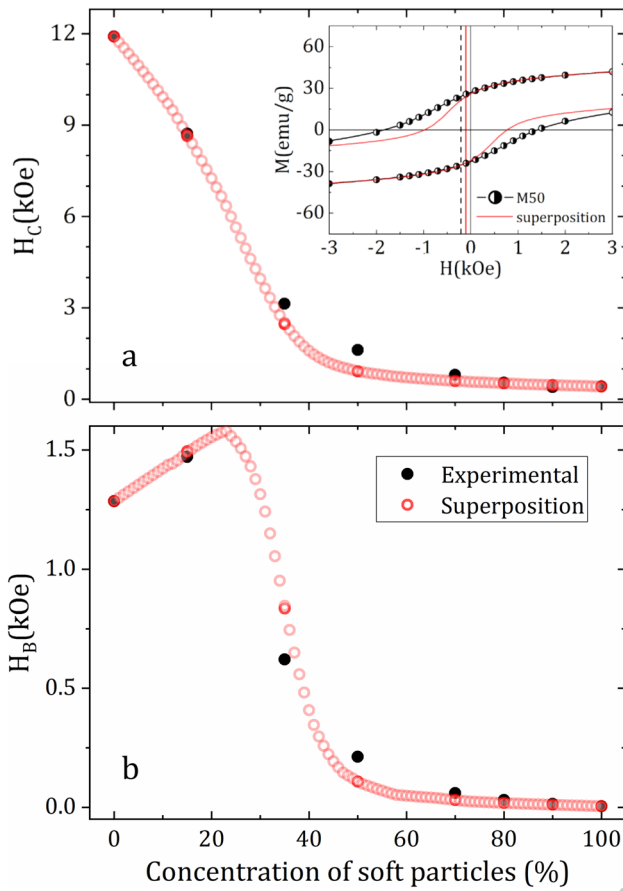 12
9
6
3
0
H_C(kOe)
a
60
30
0
-30
-60
M(emu/g)
M50
superposition
-3 -2 -1 0 1 2 3
H(kOe)
1.5
1.0
0.5
0.0
H_B(kOe)
b
Experimental
Superposition
0 20 40 60 80 100
Concentration of soft particles (%)